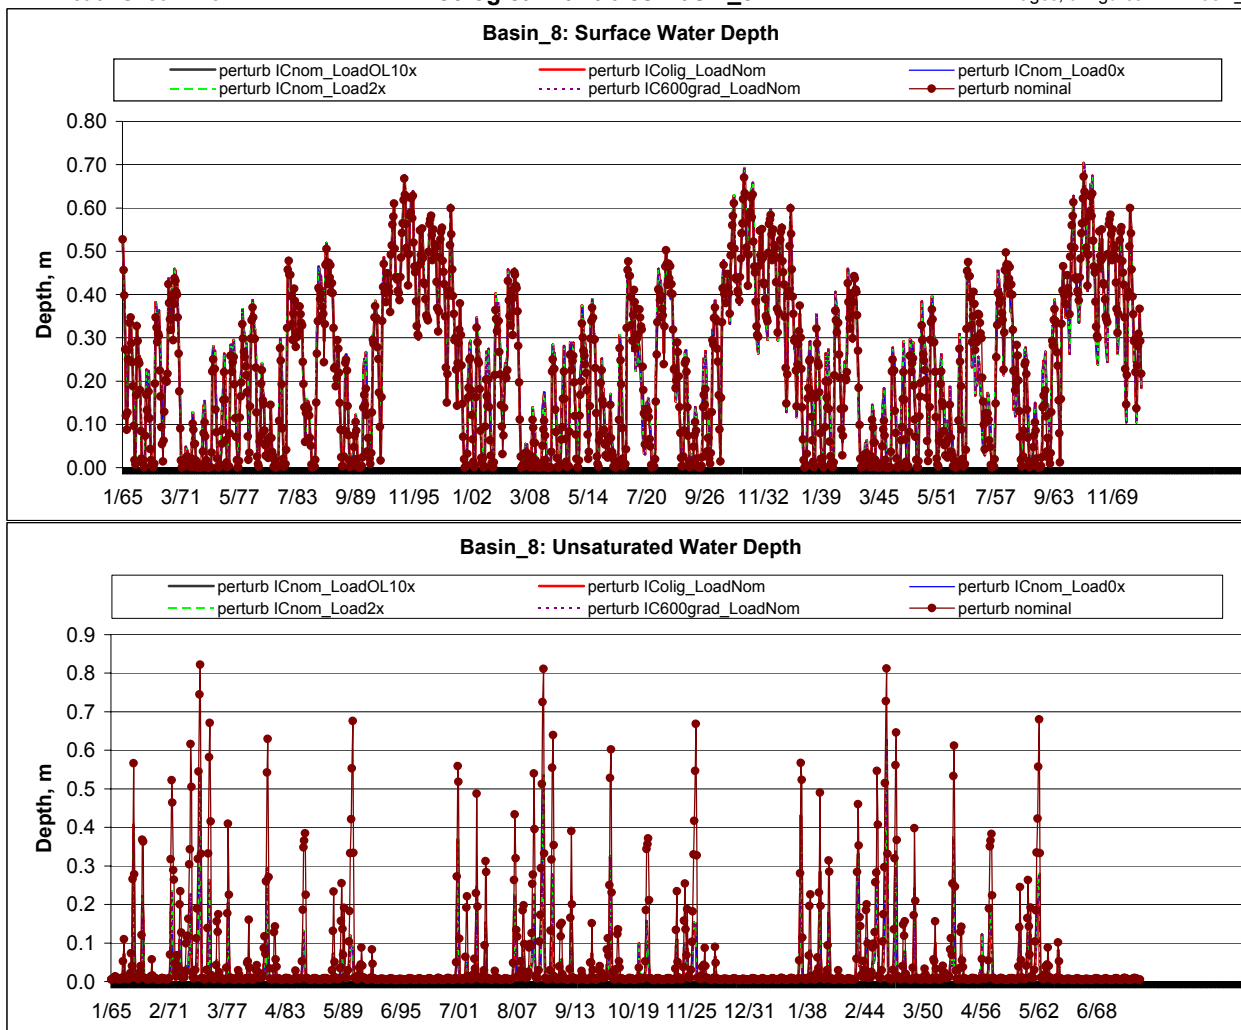 Basin_8: Surface Water Depth
perturb ICnom_LoadOL10x perturb IColig_LoadNom perturb ICnom_Load0x
perturb ICnom_Load2x perturb IC600grad_LoadNom perturb nominal
Depth, m
0.80
0.70
0.60
0.50
0.40
0.30
0.20
0.10
0.00
1/65 3/71 5/77 7/83 9/89 11/95 1/02 3/08 5/14 7/20 9/26 11/32 1/39 3/45 5/51 7/57 9/63 11/69
Basin_8: Unsaturated Water Depth
perturb ICnom_LoadOL10x perturb IColig_LoadNom perturb ICnom_Load0x
perturb ICnom_Load2x perturb IC600grad_LoadNom perturb nominal
Depth, m
0.9
0.8
0.7
0.6
0.5
0.4
0.3
0.2
0.1
0.0
1/65 2/71 3/77 4/83 5/89 6/95 7/01 8/07 9/13 10/19 11/25 12/31 1/38 2/44 3/50 4/56 5/62 6/68